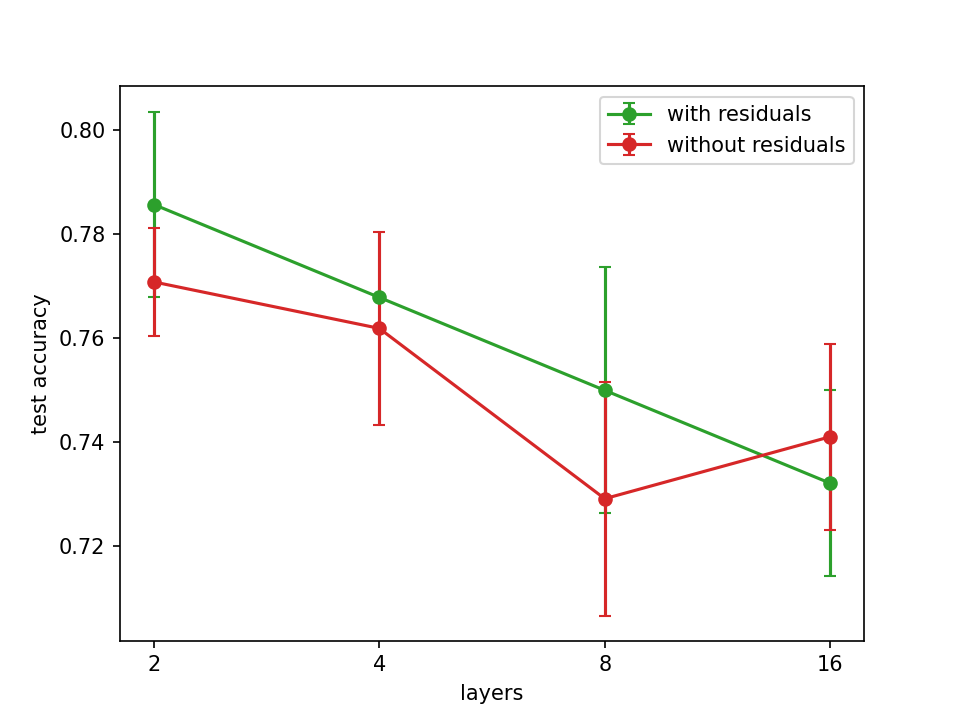 with residuals
without residuals
0.80
0.78
0.76
0.74
0.72
test accuracy
2 4 8 16
layers